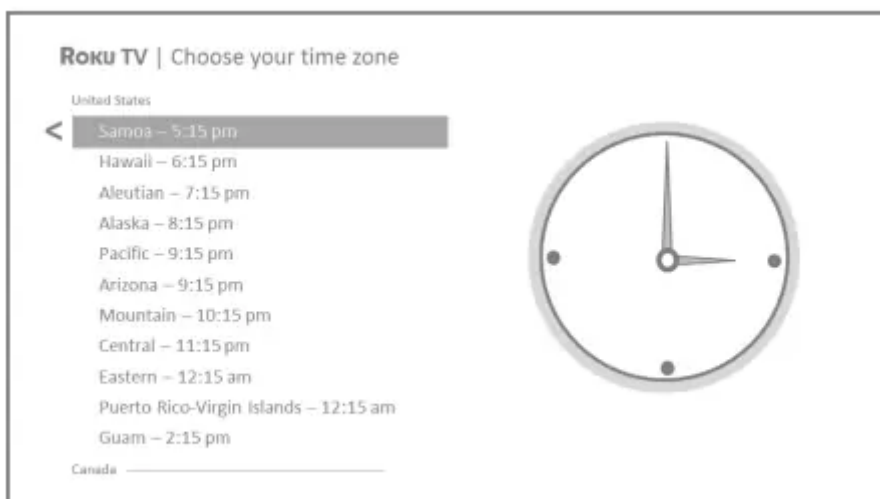 ROKU TV | Choose your time zone
United States
<
Samoa – 5:15 pm
Hawaii – 6:15 pm
Aleutian – 7:15 pm
Alaska – 8:15 pm
Pacific – 9:15 pm
Arizona – 9:15 pm
Mountain – 10:15 pm
Central – 11:15 pm
Eastern – 12:15 am
Puerto Rico-Virgin Islands – 12:15 am
Guam – 2:15 pm
Canada